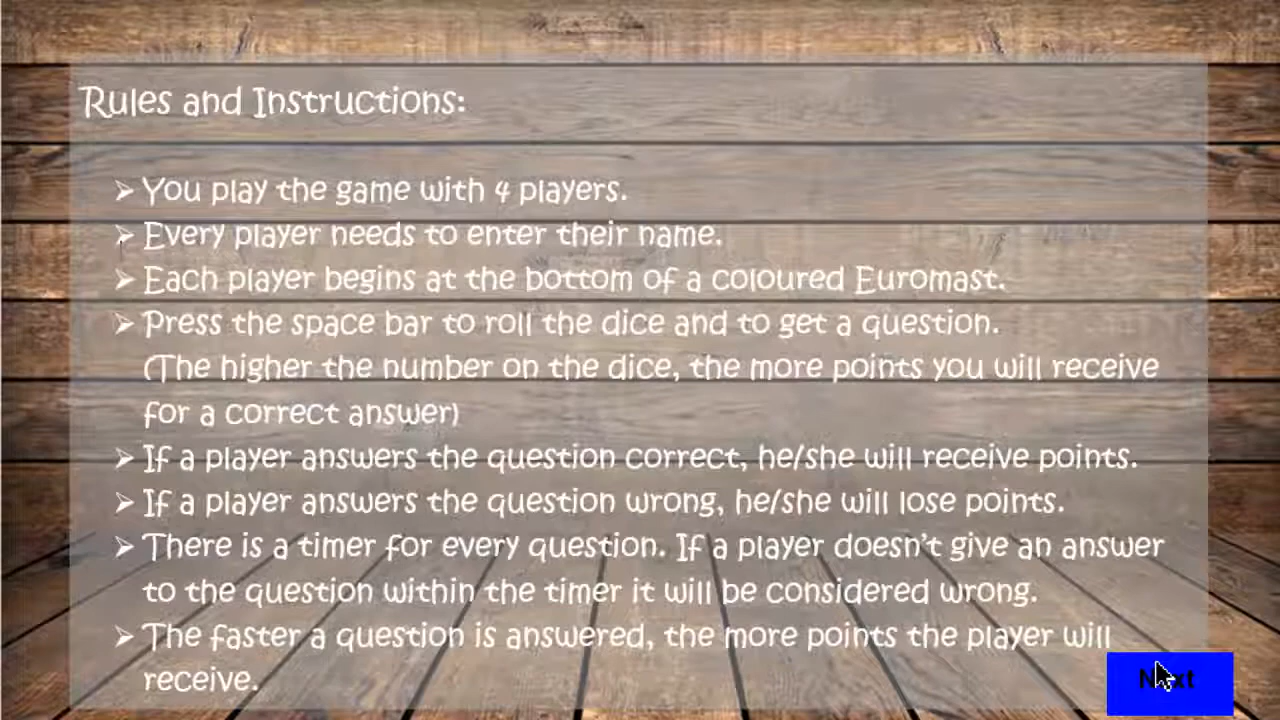 Rules and Instructions:
➢ You play the game with 4 players.
➢ Every player needs to enter their name.
➢ Each player begins at the bottom of a coloured Euromast.
➢ Press the space bar to roll the dice and to get a question.
(The higher the number on the dice, the more points you will receive
for a correct answer)
➢ If a player answers the question correct, he/she will receive points.
➢ If a player answers the question wrong, he/she will lose points.
➢ There is a timer for every question. If a player doesn't give an answer
to the question within the timer it will be considered wrong.
➢ The faster a question is answered, the more points the player will
receive.
Next